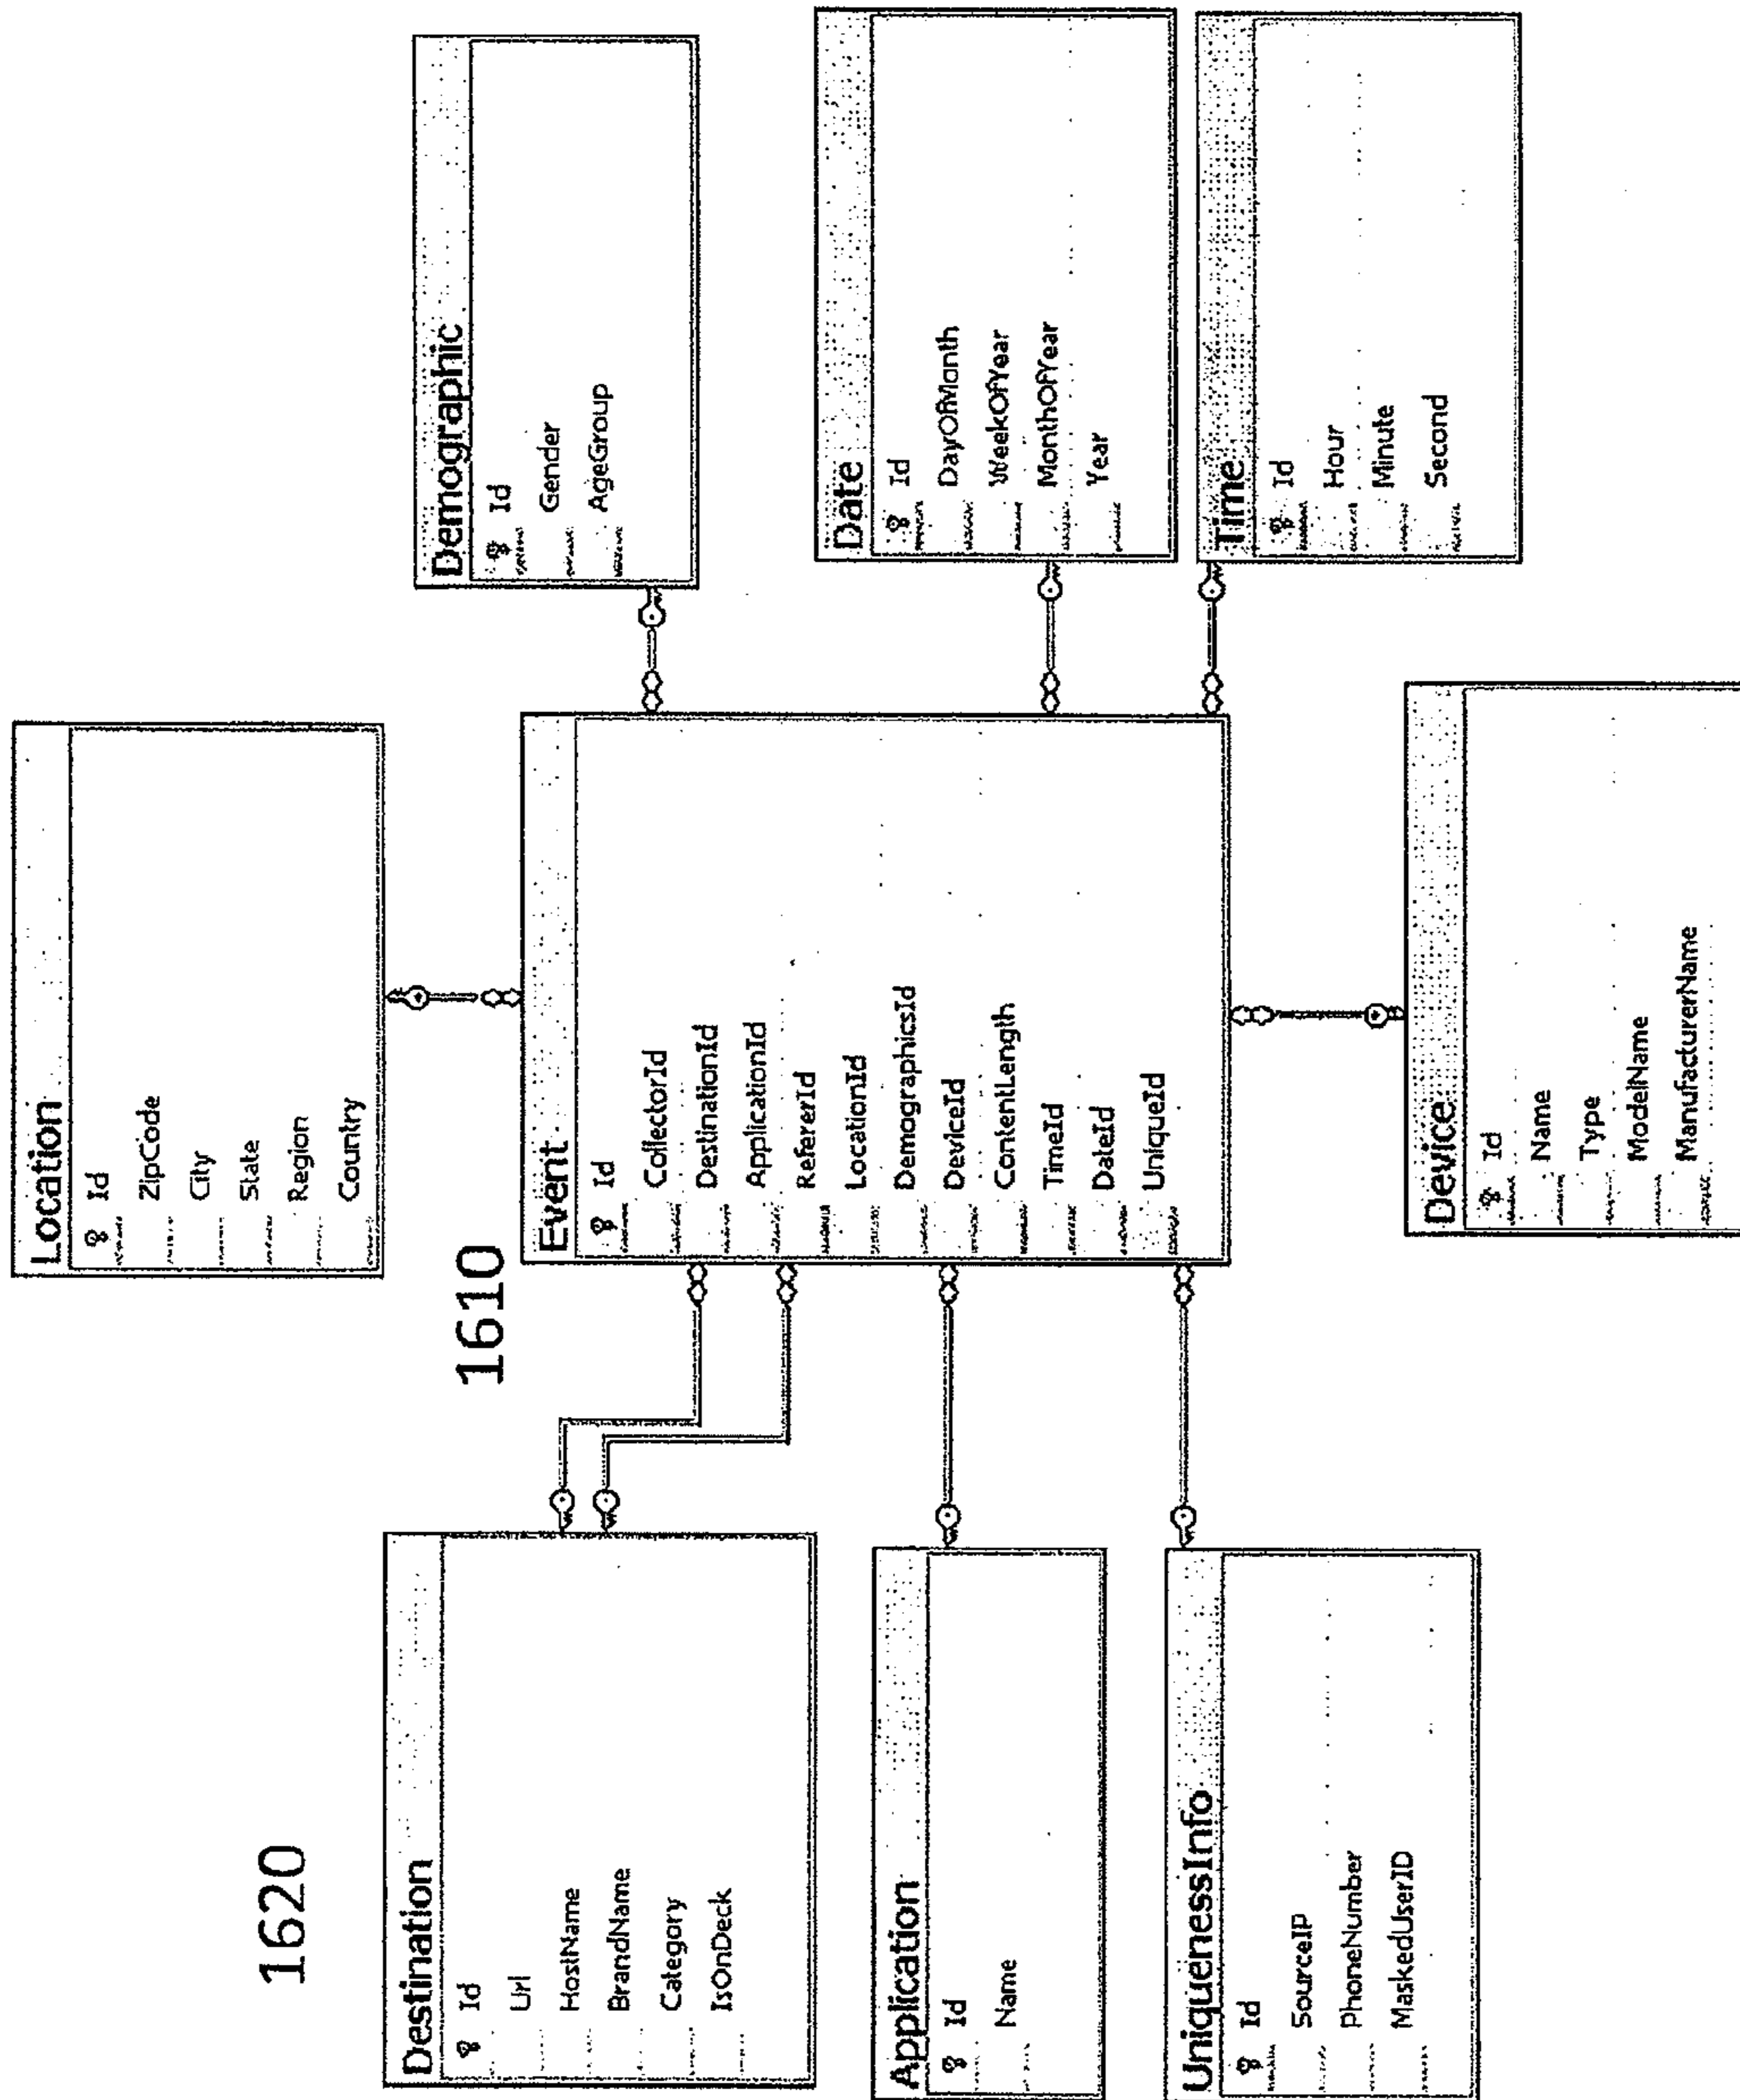 1620
Destination
Id
Url
HostName
BrandName
Category
IsOnDeck
Application
Id
Name
UniquenessInfo
Id
SourceIP
PhoneNumber
MaskedUserID
Location
Id
ZipCode
City
State
Region
Country
1610
Event
Id
CollectorId
DestinationId
ApplicationId
RefererId
LocationId
DemographicsId
DeviceId
ContentLength
TimeId
DateId
UniqueId
Device
Id
Name
Type
ModelName
ManufacturerName
Demographic
Id
Gender
AgeGroup
Date
Id
DayOfMonth
WeekOfYear
MonthOfYear
Year
Time
Id
Hour
Minute
Second